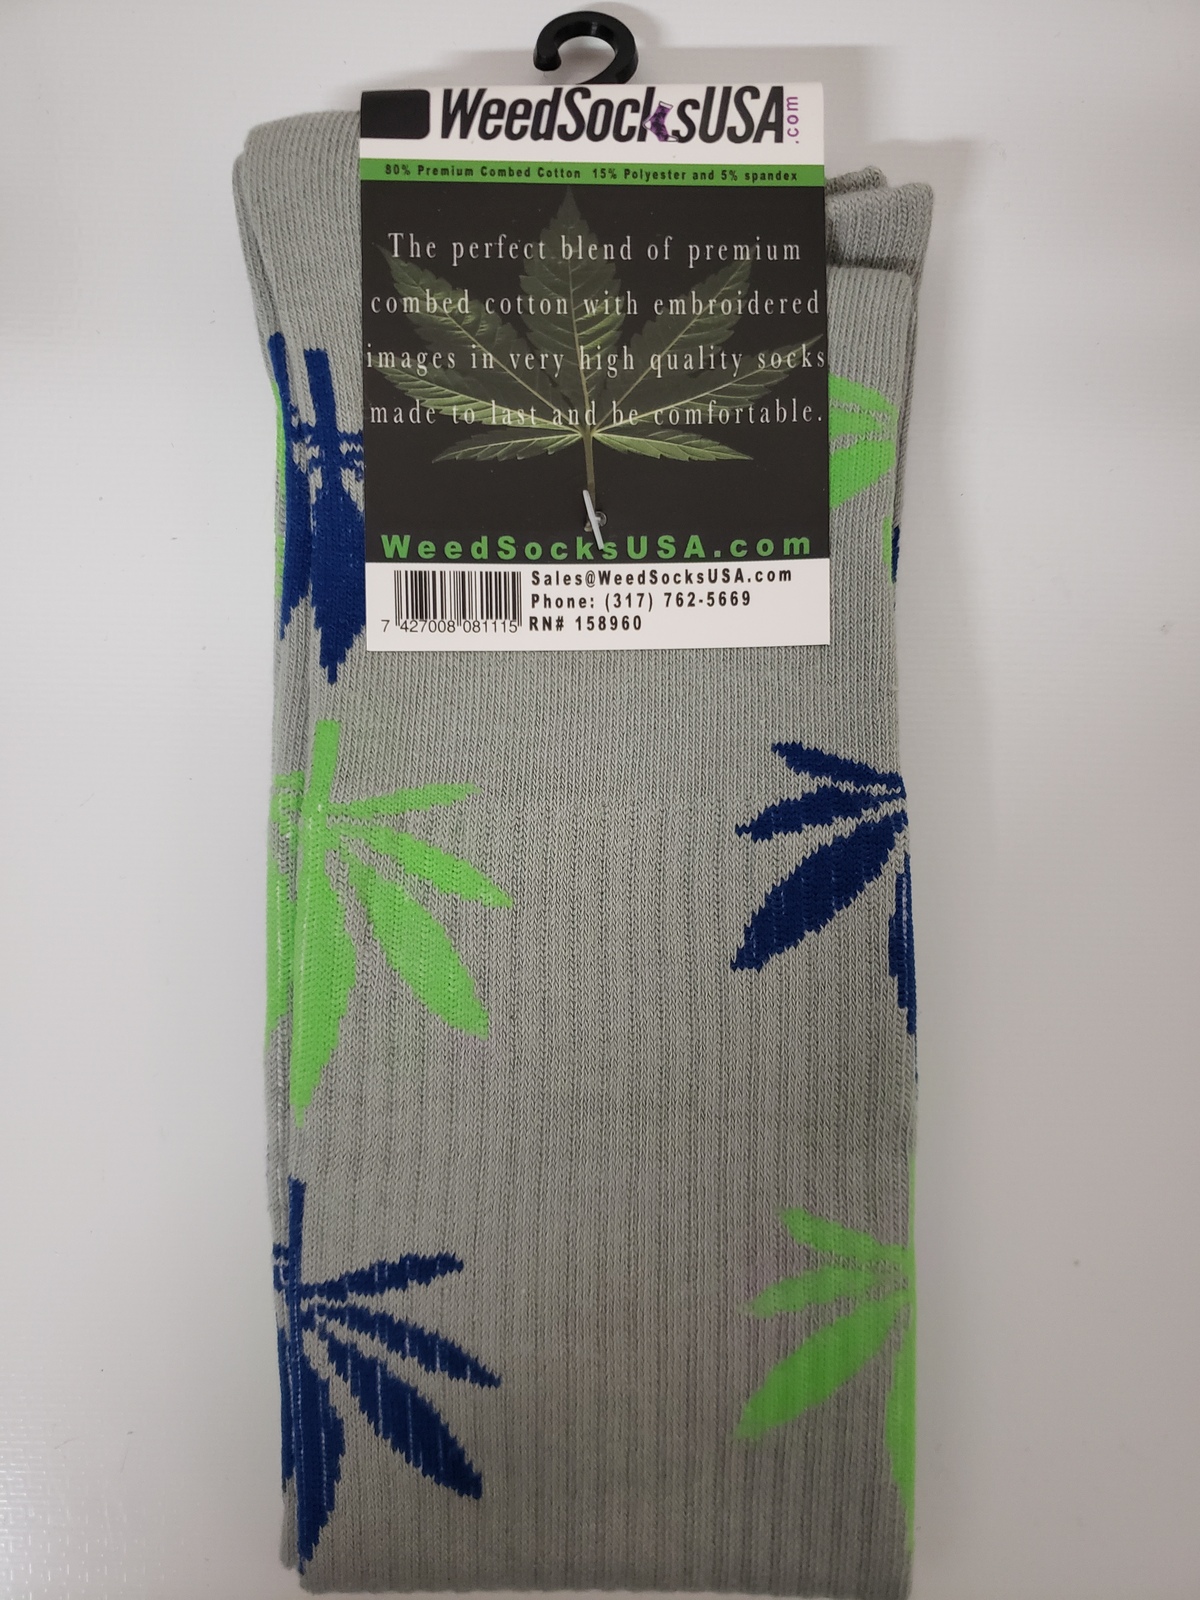 WeedSocksUSA.com
80% Premium Combed Cotton 15% Polyester and 5% spandex
The perfect blend of premium
combed cotton with embroidered
images in very high quality socks
made to last and be comfortable.
WeedSocksUSA.com
Sales@WeedSocksUSA.com
Phone: (317) 762-5669
7 427008 081115 RN# 158960